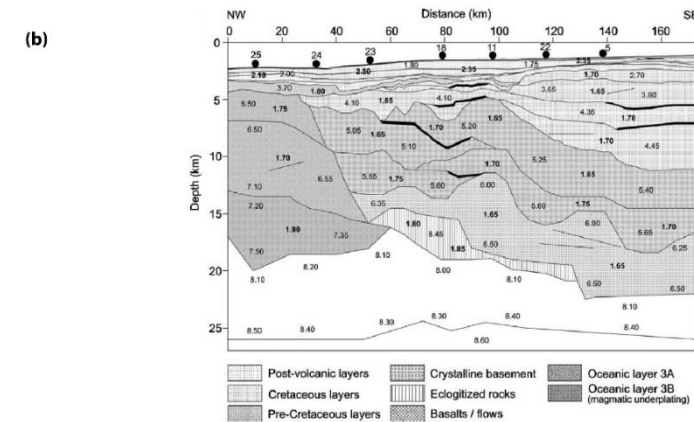 (b)
NW Distance (km) SE
0 20 40 60 80 100 120 140 160
25 24 23 18 11 22 5
0
2.10 2.00 2.50 1.80 2.35 1.75 2.35
3.70 1.80 1.70 2.70
5
5.50 1.75 4.10 1.65 4.10 3.65 1.65 3.80
6.50 5.05 1.65 1.70 5.20 1.65 4.35 1.70
5.10 1.70 4.45
10
1.70 6.55 5.55 1.75 1.70 5.25 1.65
7.10 5.60 6.00 5.40
7.20 6.35 5.60 1.75
15
1.90 7.35 1.80 8.45 1.65 6.00 5.65 1.70
7.50 8.10 1.85 6.50 6.25
8.20 8.00 8.10 1.65
20
8.10 6.50 6.50
8.10
25
8.50 8.40 8.30 8.30 8.40 8.40 8.40
8.60
Depth (km)
Post-volcanic layers Crystalline basement Oceanic layer 3A
Cretaceous layers Eclogitized rocks Oceanic layer 3B
(magmatic underplating)
Pre-Cretaceous layers Basalts / flows